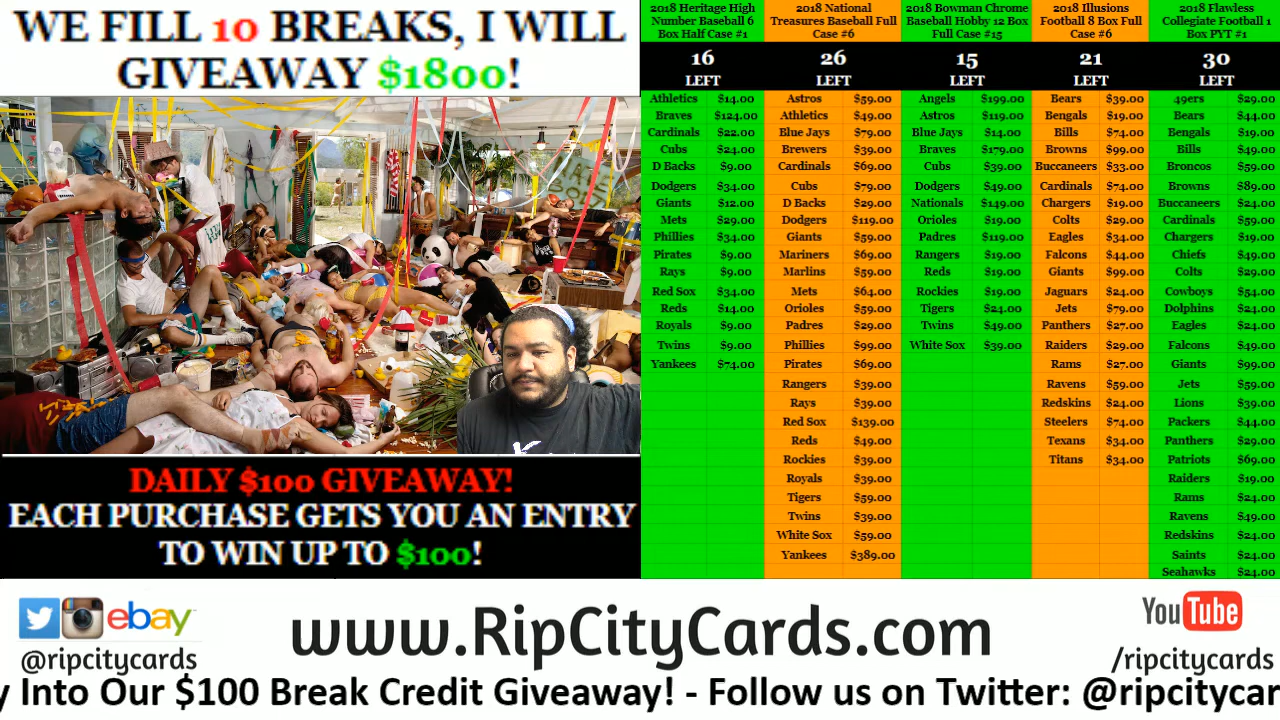 WE FILL 10 BREAKS, I WILL
GIVEAWAY $1800!
DAILY $100 GIVEAWAY!
EACH PURCHASE GETS YOU AN ENTRY
TO WIN UP TO $100!
2018 Heritage High
Number Baseball 6
Box Half Case #1
16
LEFT
Athletics $14.00
Braves $124.00
Cardinals $22.00
Cubs $24.00
D Backs $9.00
Dodgers $34.00
Giants $12.00
Mets $29.00
Phillies $34.00
Pirates $9.00
Rays $9.00
Red Sox $34.00
Reds $14.00
Royals $9.00
Twins $9.00
Yankees $74.00
2018 National
Treasures Baseball Full
Case #6
26
LEFT
Astros $59.00
Athletics $49.00
Blue Jays $79.00
Brewers $39.00
Cardinals $69.00
Cubs $79.00
D Backs $29.00
Dodgers $119.00
Giants $59.00
Mariners $69.00
Marlins $59.00
Mets $64.00
Orioles $59.00
Padres $29.00
Phillies $99.00
Pirates $69.00
Rangers $39.00
Rays $39.00
Red Sox $139.00
Reds $49.00
Rockies $39.00
Royals $39.00
Tigers $59.00
Twins $39.00
White Sox $59.00
Yankees $389.00
2018 Bowman Chrome
Baseball Hobby 12 Box
Full Case #15
15
LEFT
Angels $199.00
Astros $119.00
Blue Jays $14.00
Braves $179.00
Cubs $39.00
Dodgers $49.00
Nationals $149.00
Orioles $19.00
Padres $119.00
Rangers $19.00
Reds $19.00
Rockies $19.00
Tigers $24.00
Twins $49.00
White Sox $39.00
2018 Illusions
Football 8 Box Full
Case #6
21
LEFT
Bears $39.00
Bengals $19.00
Bills $74.00
Browns $99.00
Buccaneers $33.00
Cardinals $74.00
Chargers $19.00
Colts $29.00
Eagles $34.00
Falcons $44.00
Giants $99.00
Jaguars $24.00
Jets $79.00
Panthers $27.00
Raiders $29.00
Rams $27.00
Ravens $59.00
Redskins $24.00
Steelers $74.00
Texans $34.00
Titans $34.00
2018 Flawless
Collegiate Football 1
Box PYT #1
30
LEFT
49ers $29.00
Bears $44.00
Bengals $19.00
Bills $49.00
Broncos $59.00
Browns $89.00
Buccaneers $24.00
Cardinals $59.00
Chargers $19.00
Chiefs $49.00
Colts $29.00
Cowboys $54.00
Dolphins $24.00
Eagles $24.00
Falcons $49.00
Giants $99.00
Jets $59.00
Lions $39.00
Packers $44.00
Panthers $29.00
Patriots $69.00
Raiders $19.00
Rams $24.00
Ravens $49.00
Redskins $24.00
Saints $24.00
Seahawks $24.00
ebay
@ripcitycards
www.RipCityCards.com
YouTube
/ripcitycards
y Into Our $100 Break Credit Giveaway! - Follow us on Twitter: @ripcitycar